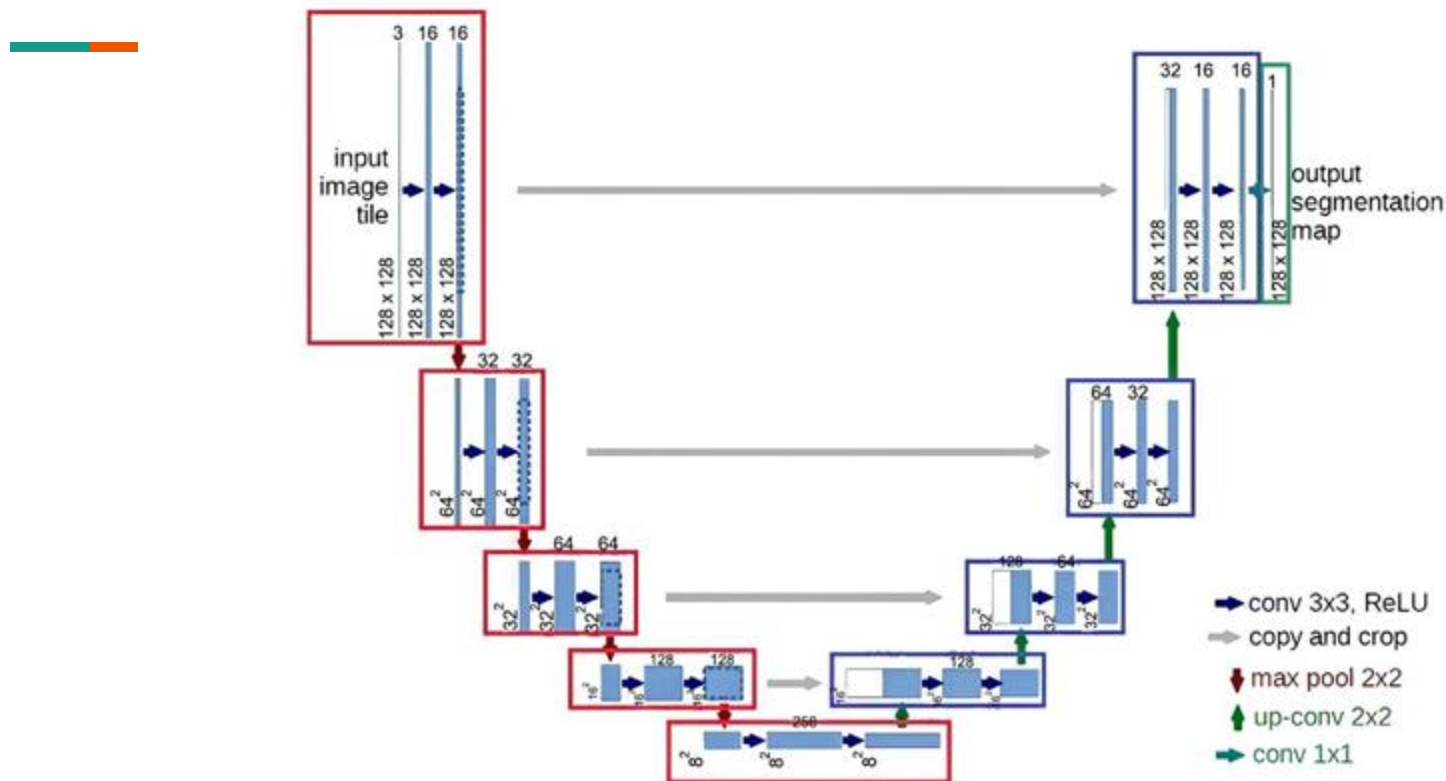 3 16 16
input
image
tile
128 x 128
128 x 128
128 x 128
32 16 16 1
output
segmentation
map
128 x 128
128 x 128
128 x 128
128 x 128
32 32
64²
64²
64²
64 32
64²
64²
64²
64 64
32²
32²
32²
128 64
32²
32²
32²
128 128
16²
16²
16²
128
16²
16²
16²
256
8²
8²
8²
conv 3x3, ReLU
copy and crop
max pool 2x2
up-conv 2x2
conv 1x1